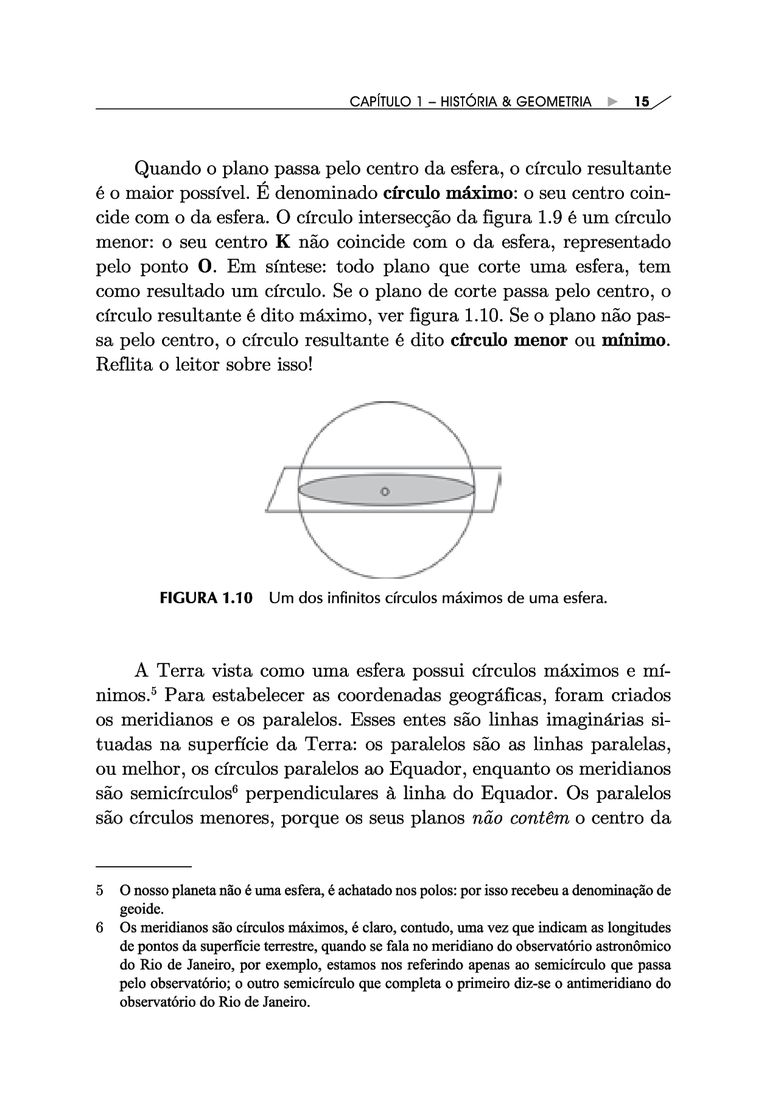 CAPÍTULO 1 – HISTÓRIA & GEOMETRIA ► 15
Quando o plano passa pelo centro da esfera, o círculo resultante
é o maior possível. É denominado círculo máximo: o seu centro coin-
cide com o da esfera. O círculo intersecção da figura 1.9 é um círculo
menor: o seu centro K não coincide com o da esfera, representado
pelo ponto O. Em síntese: todo plano que corte uma esfera, tem
como resultado um círculo. Se o plano de corte passa pelo centro, o
círculo resultante é dito máximo, ver figura 1.10. Se o plano não pas-
sa pelo centro, o círculo resultante é dito círculo menor ou mínimo.
Reflita o leitor sobre isso!
O
FIGURA 1.10 Um dos infinitos círculos máximos de uma esfera.
A Terra vista como uma esfera possui círculos máximos e mí-
nimos.⁵ Para estabelecer as coordenadas geográficas, foram criados
os meridianos e os paralelos. Esses entes são linhas imaginárias si-
tuadas na superfície da Terra: os paralelos são as linhas paralelas,
ou melhor, os círculos paralelos ao Equador, enquanto os meridianos
são semicírculos⁶ perpendiculares à linha do Equador. Os paralelos
são círculos menores, porque os seus planos não contêm o centro da
5 O nosso planeta não é uma esfera, é achatado nos polos: por isso recebeu a denominação de
geoide.
6 Os meridianos são círculos máximos, é claro, contudo, uma vez que indicam as longitudes
de pontos da superfície terrestre, quando se fala no meridiano do observatório astronômico
do Rio de Janeiro, por exemplo, estamos nos referindo apenas ao semicírculo que passa
pelo observatório; o outro semicírculo que completa o primeiro diz-se o antimeridiano do
observatório do Rio de Janeiro.